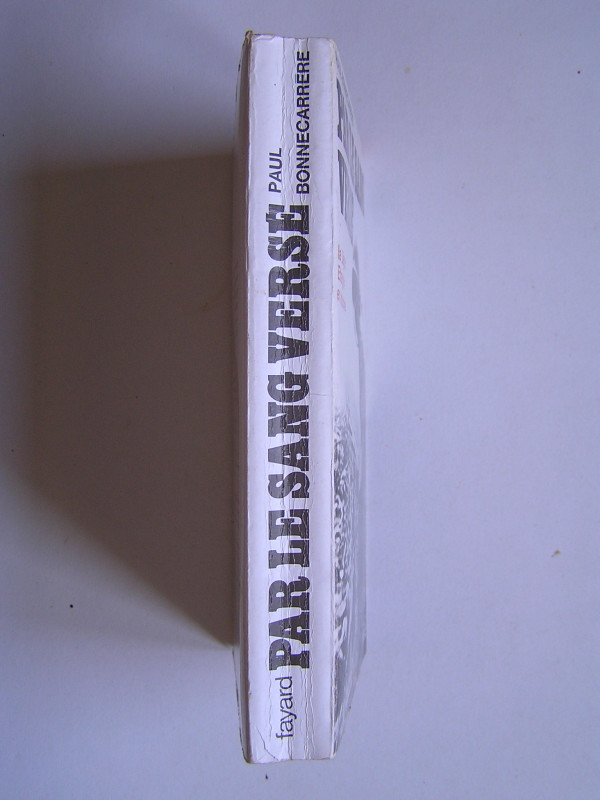 fayard
PAR LE SANG VERSÉ
PAUL
BONNECARRÈRE